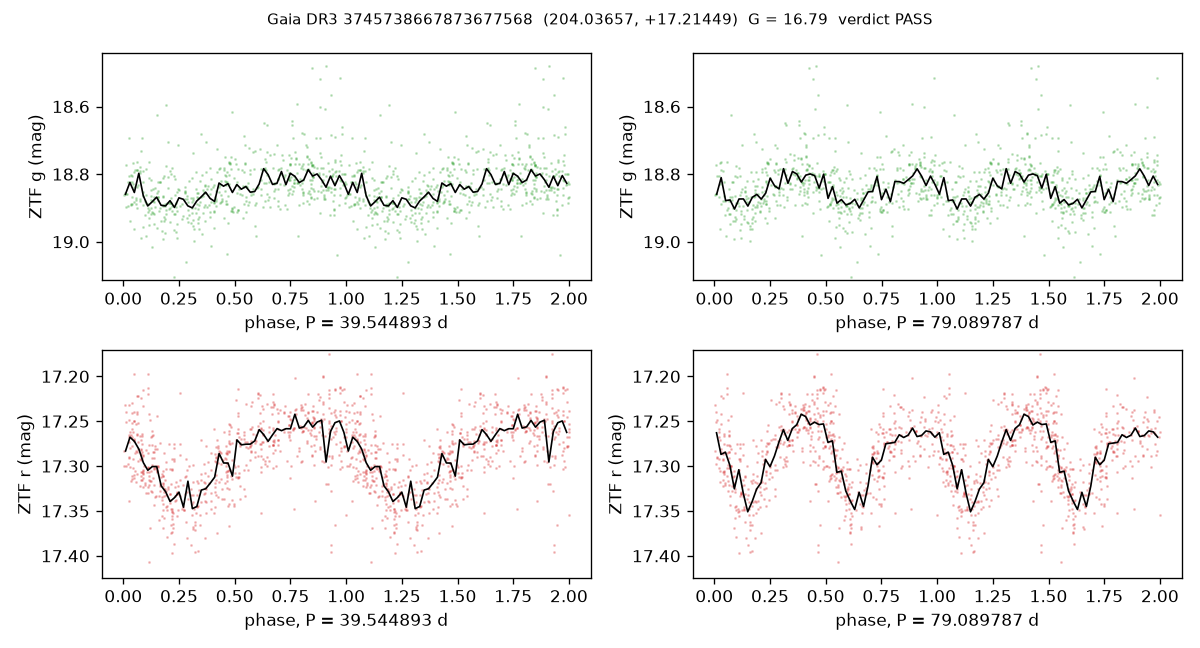 Gaia DR3 3745738667873677568  (204.03657, +17.21449)  G = 16.79  verdict PASS
ZTF g (mag)
18.6
18.8
19.0
0.00 0.25 0.50 0.75 1.00 1.25 1.50 1.75 2.00
phase, P = 39.544893 d
ZTF g (mag)
18.6
18.8
19.0
0.00 0.25 0.50 0.75 1.00 1.25 1.50 1.75 2.00
phase, P = 79.089787 d
ZTF r (mag)
17.20
17.25
17.30
17.35
17.40
0.00 0.25 0.50 0.75 1.00 1.25 1.50 1.75 2.00
phase, P = 39.544893 d
ZTF r (mag)
17.20
17.25
17.30
17.35
17.40
0.00 0.25 0.50 0.75 1.00 1.25 1.50 1.75 2.00
phase, P = 79.089787 d